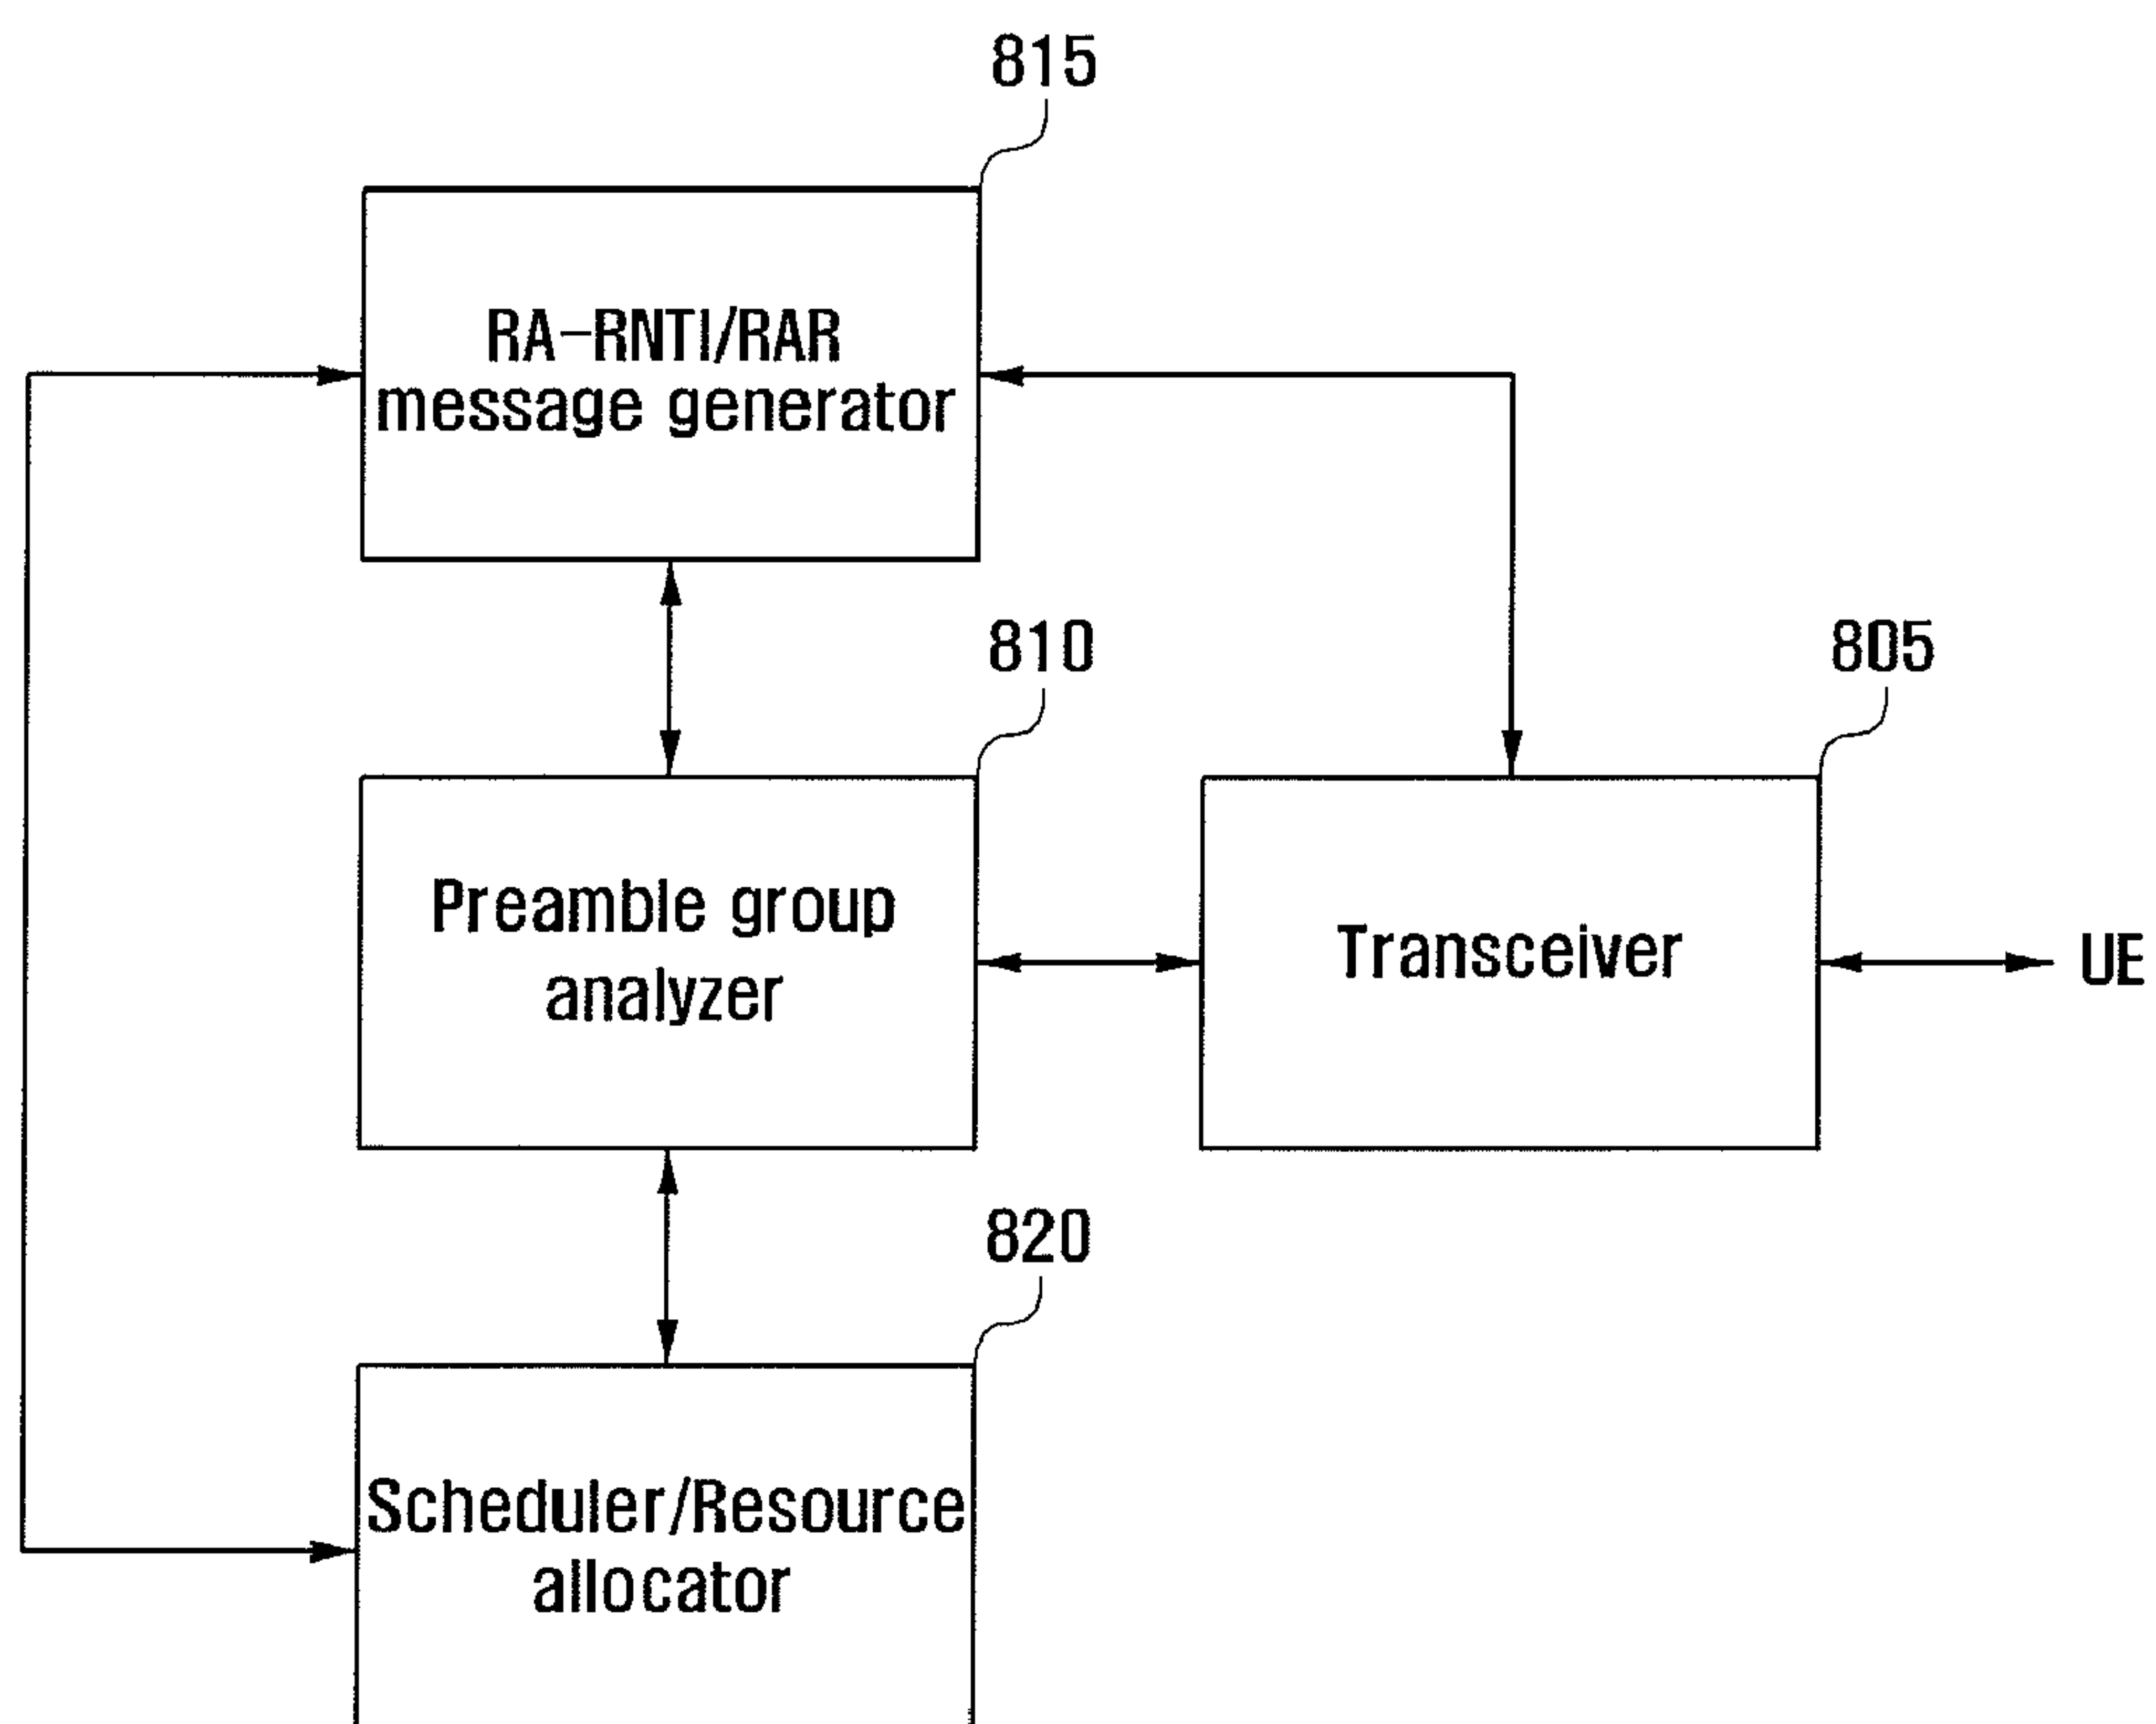 815
RA-RNTI/RAR
message generator
810
805
Preamble group
analyzer
Transceiver
UE
820
Scheduler/Resource
allocator